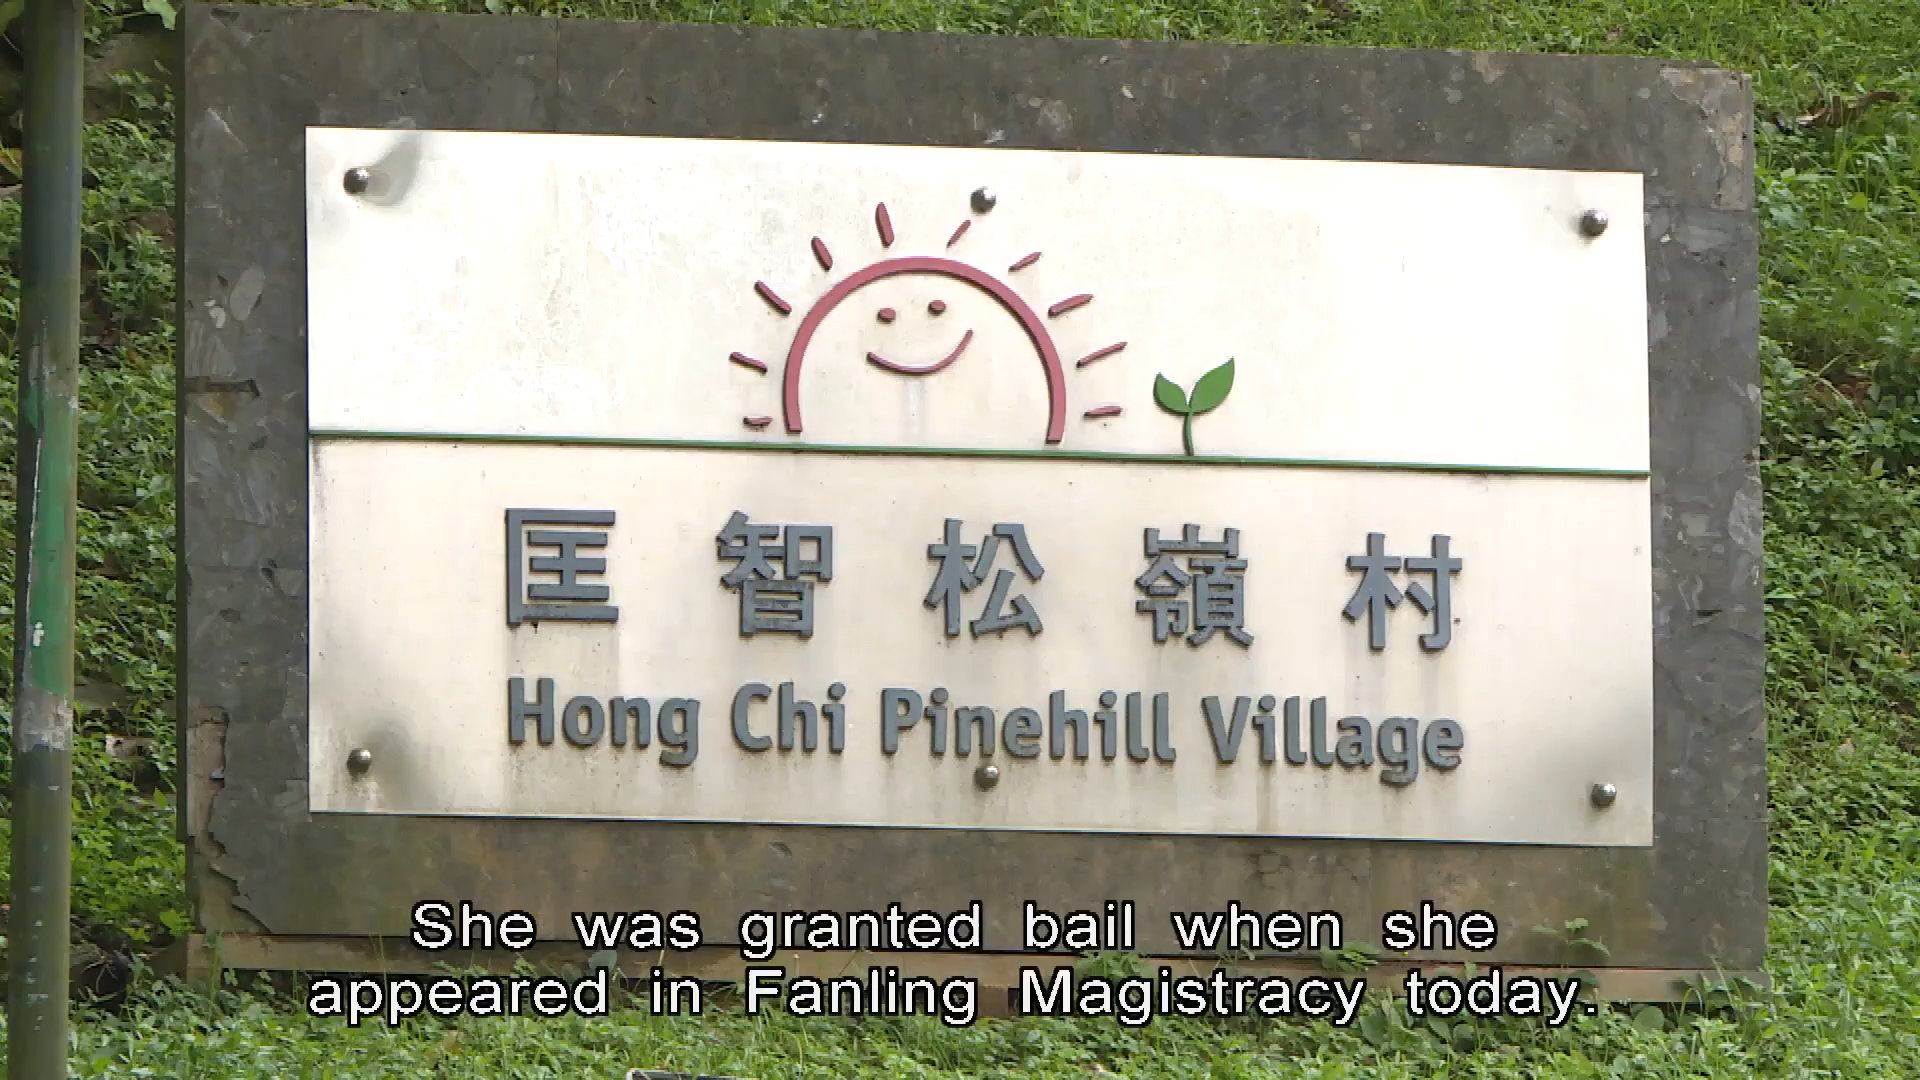 匡智松嶺村
Hong Chi Pinehill Village
She was granted bail when she
appeared in Fanling Magistracy today.